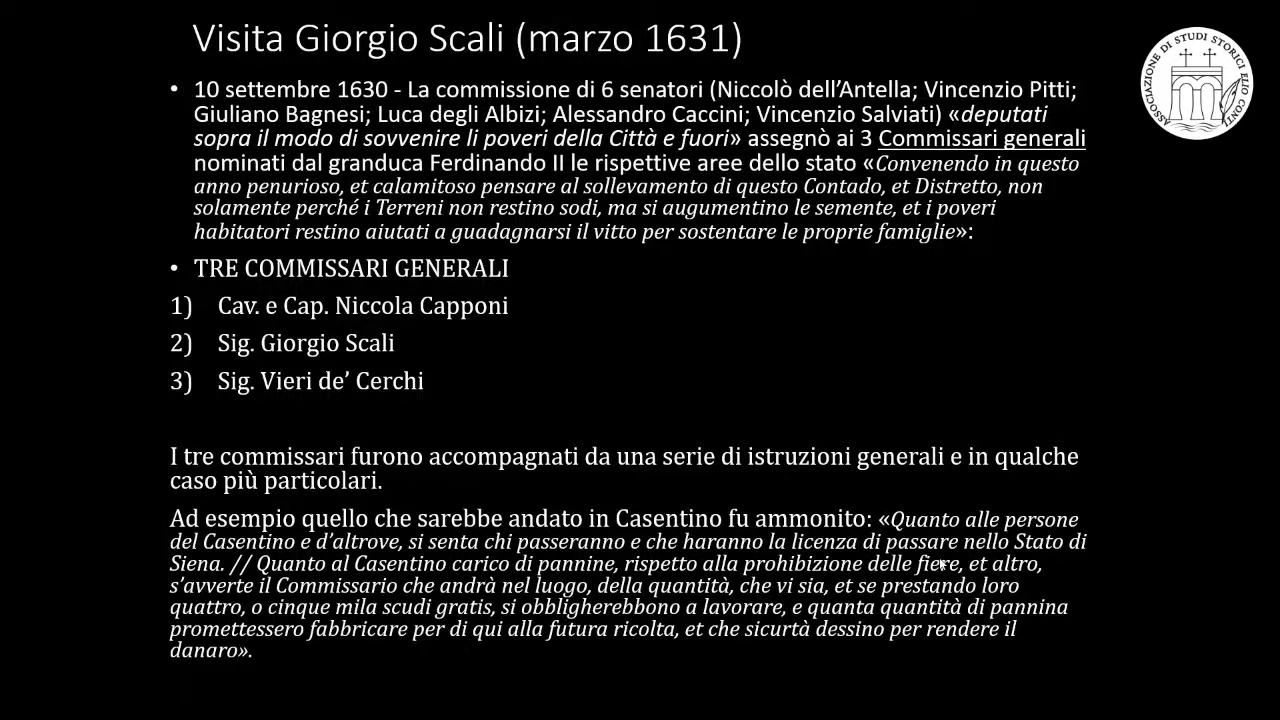 Visita Giorgio Scali (marzo 1631)
ASSOCIAZIONE DI STUDI STORICI ELIO CONTI
• 10 settembre 1630 - La commissione di 6 senatori (Niccolò dell’Antella; Vincenzio Pitti;
Giuliano Bagnesi; Luca degli Albizi; Alessandro Caccini; Vincenzio Salviati) «deputati
sopra il modo di sovvenire li poveri della Città e fuori» assegnò ai 3 Commissari generali
nominati dal granduca Ferdinando II le rispettive aree dello stato «Convenendo in questo
anno penurioso, et calamitoso pensare al sollevamento di questo Contado, et Distretto, non
solamente perché i Terreni non restino sodi, ma si augumentino le semente, et i poveri
habitatori restino aiutati a guadagnarsi il vitto per sostentare le proprie famiglie»:
• TRE COMMISSARI GENERALI
1) Cav. e Cap. Niccola Capponi
2) Sig. Giorgio Scali
3) Sig. Vieri de’ Cerchi
I tre commissari furono accompagnati da una serie di istruzioni generali e in qualche
caso più particolari.
Ad esempio quello che sarebbe andato in Casentino fu ammonito: «Quanto alle persone
del Casentino e d’altrove, si senta chi passeranno e che haranno la licenza di passare nello Stato di
Siena. // Quanto al Casentino carico di pannine, rispetto alla prohibizione delle fiere, et altro,
s’avverte il Commissario che andrà nel luogo, della quantità, che vi sia, et se prestando loro
quattro, o cinque mila scudi gratis, si obbligherebbono a lavorare, e quanta quantità di pannina
promettessero fabbricare per di qui alla futura ricolta, et che sicurtà dessino per rendere il
danaro».